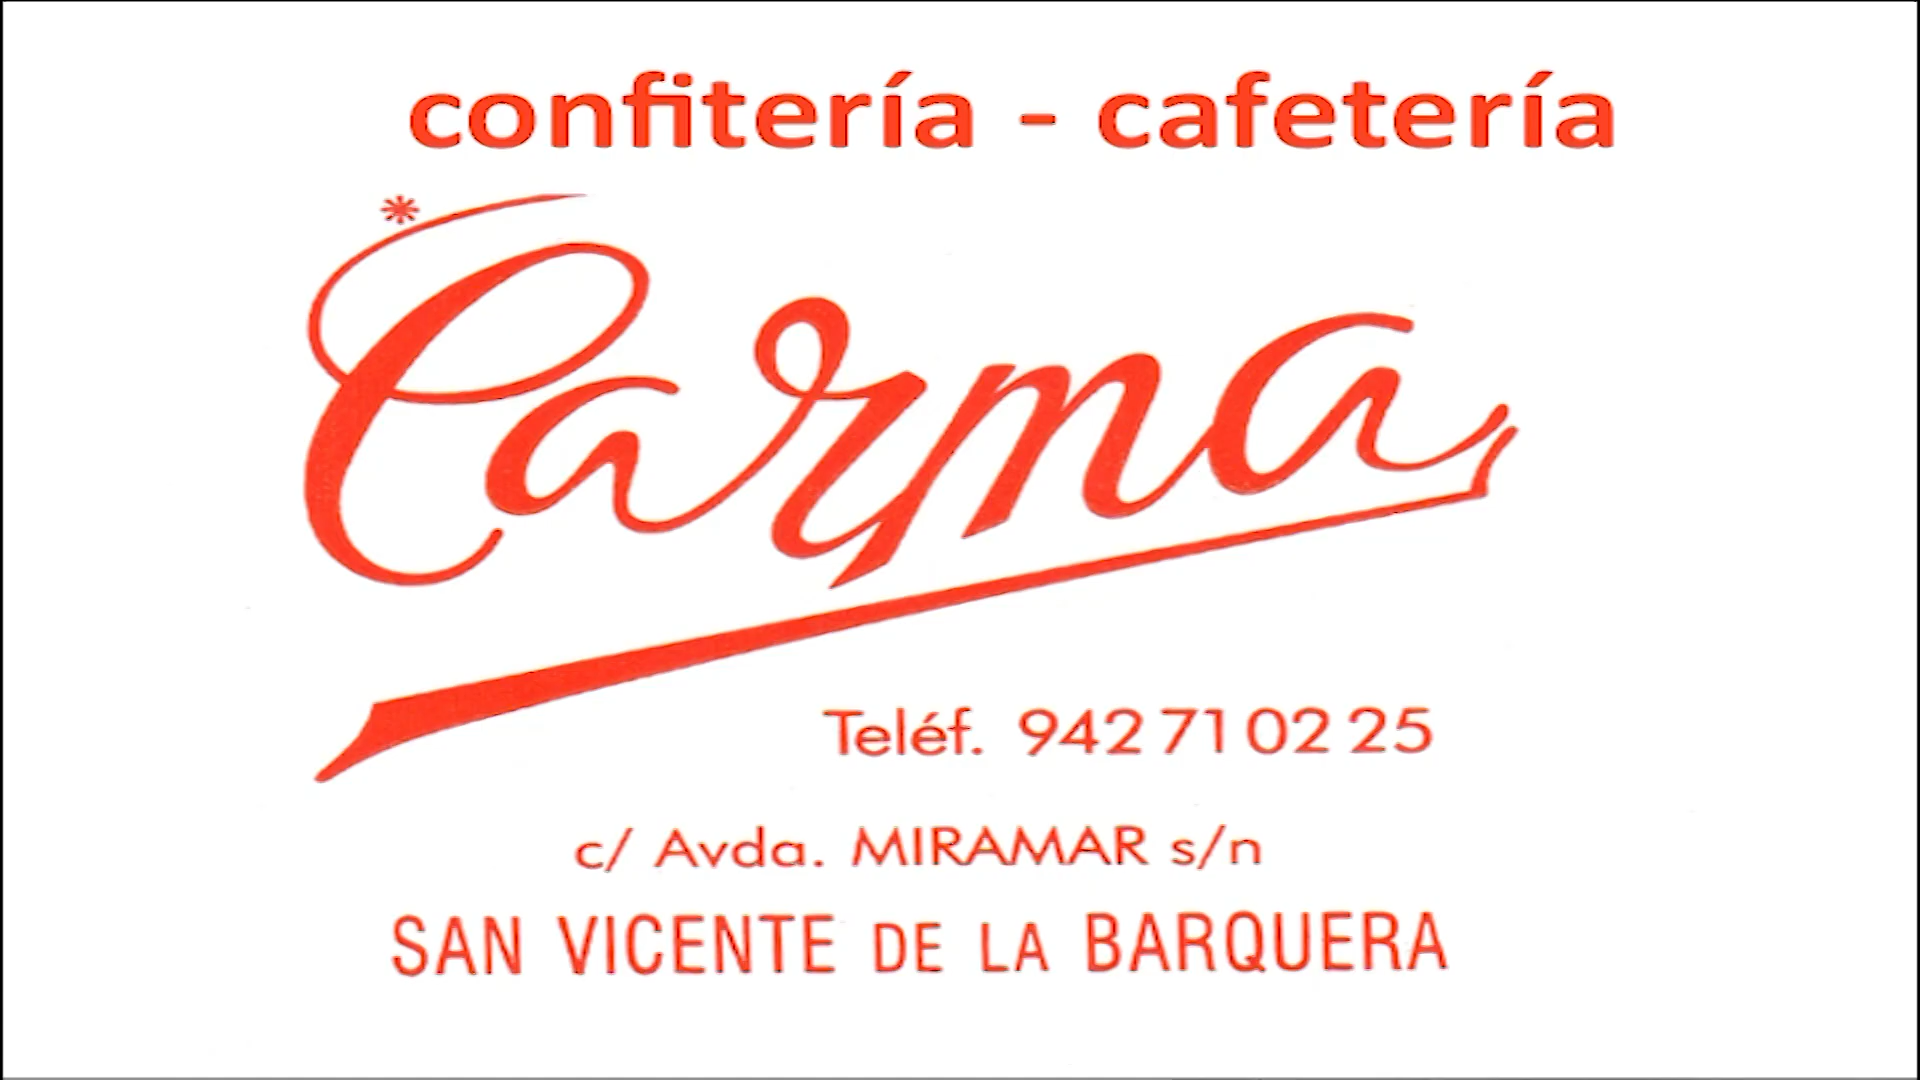 confitería - cafetería
Carma
Teléf. 942 71 02 25
c/ Avda. MIRAMAR s/n
SAN VICENTE DE LA BARQUERA